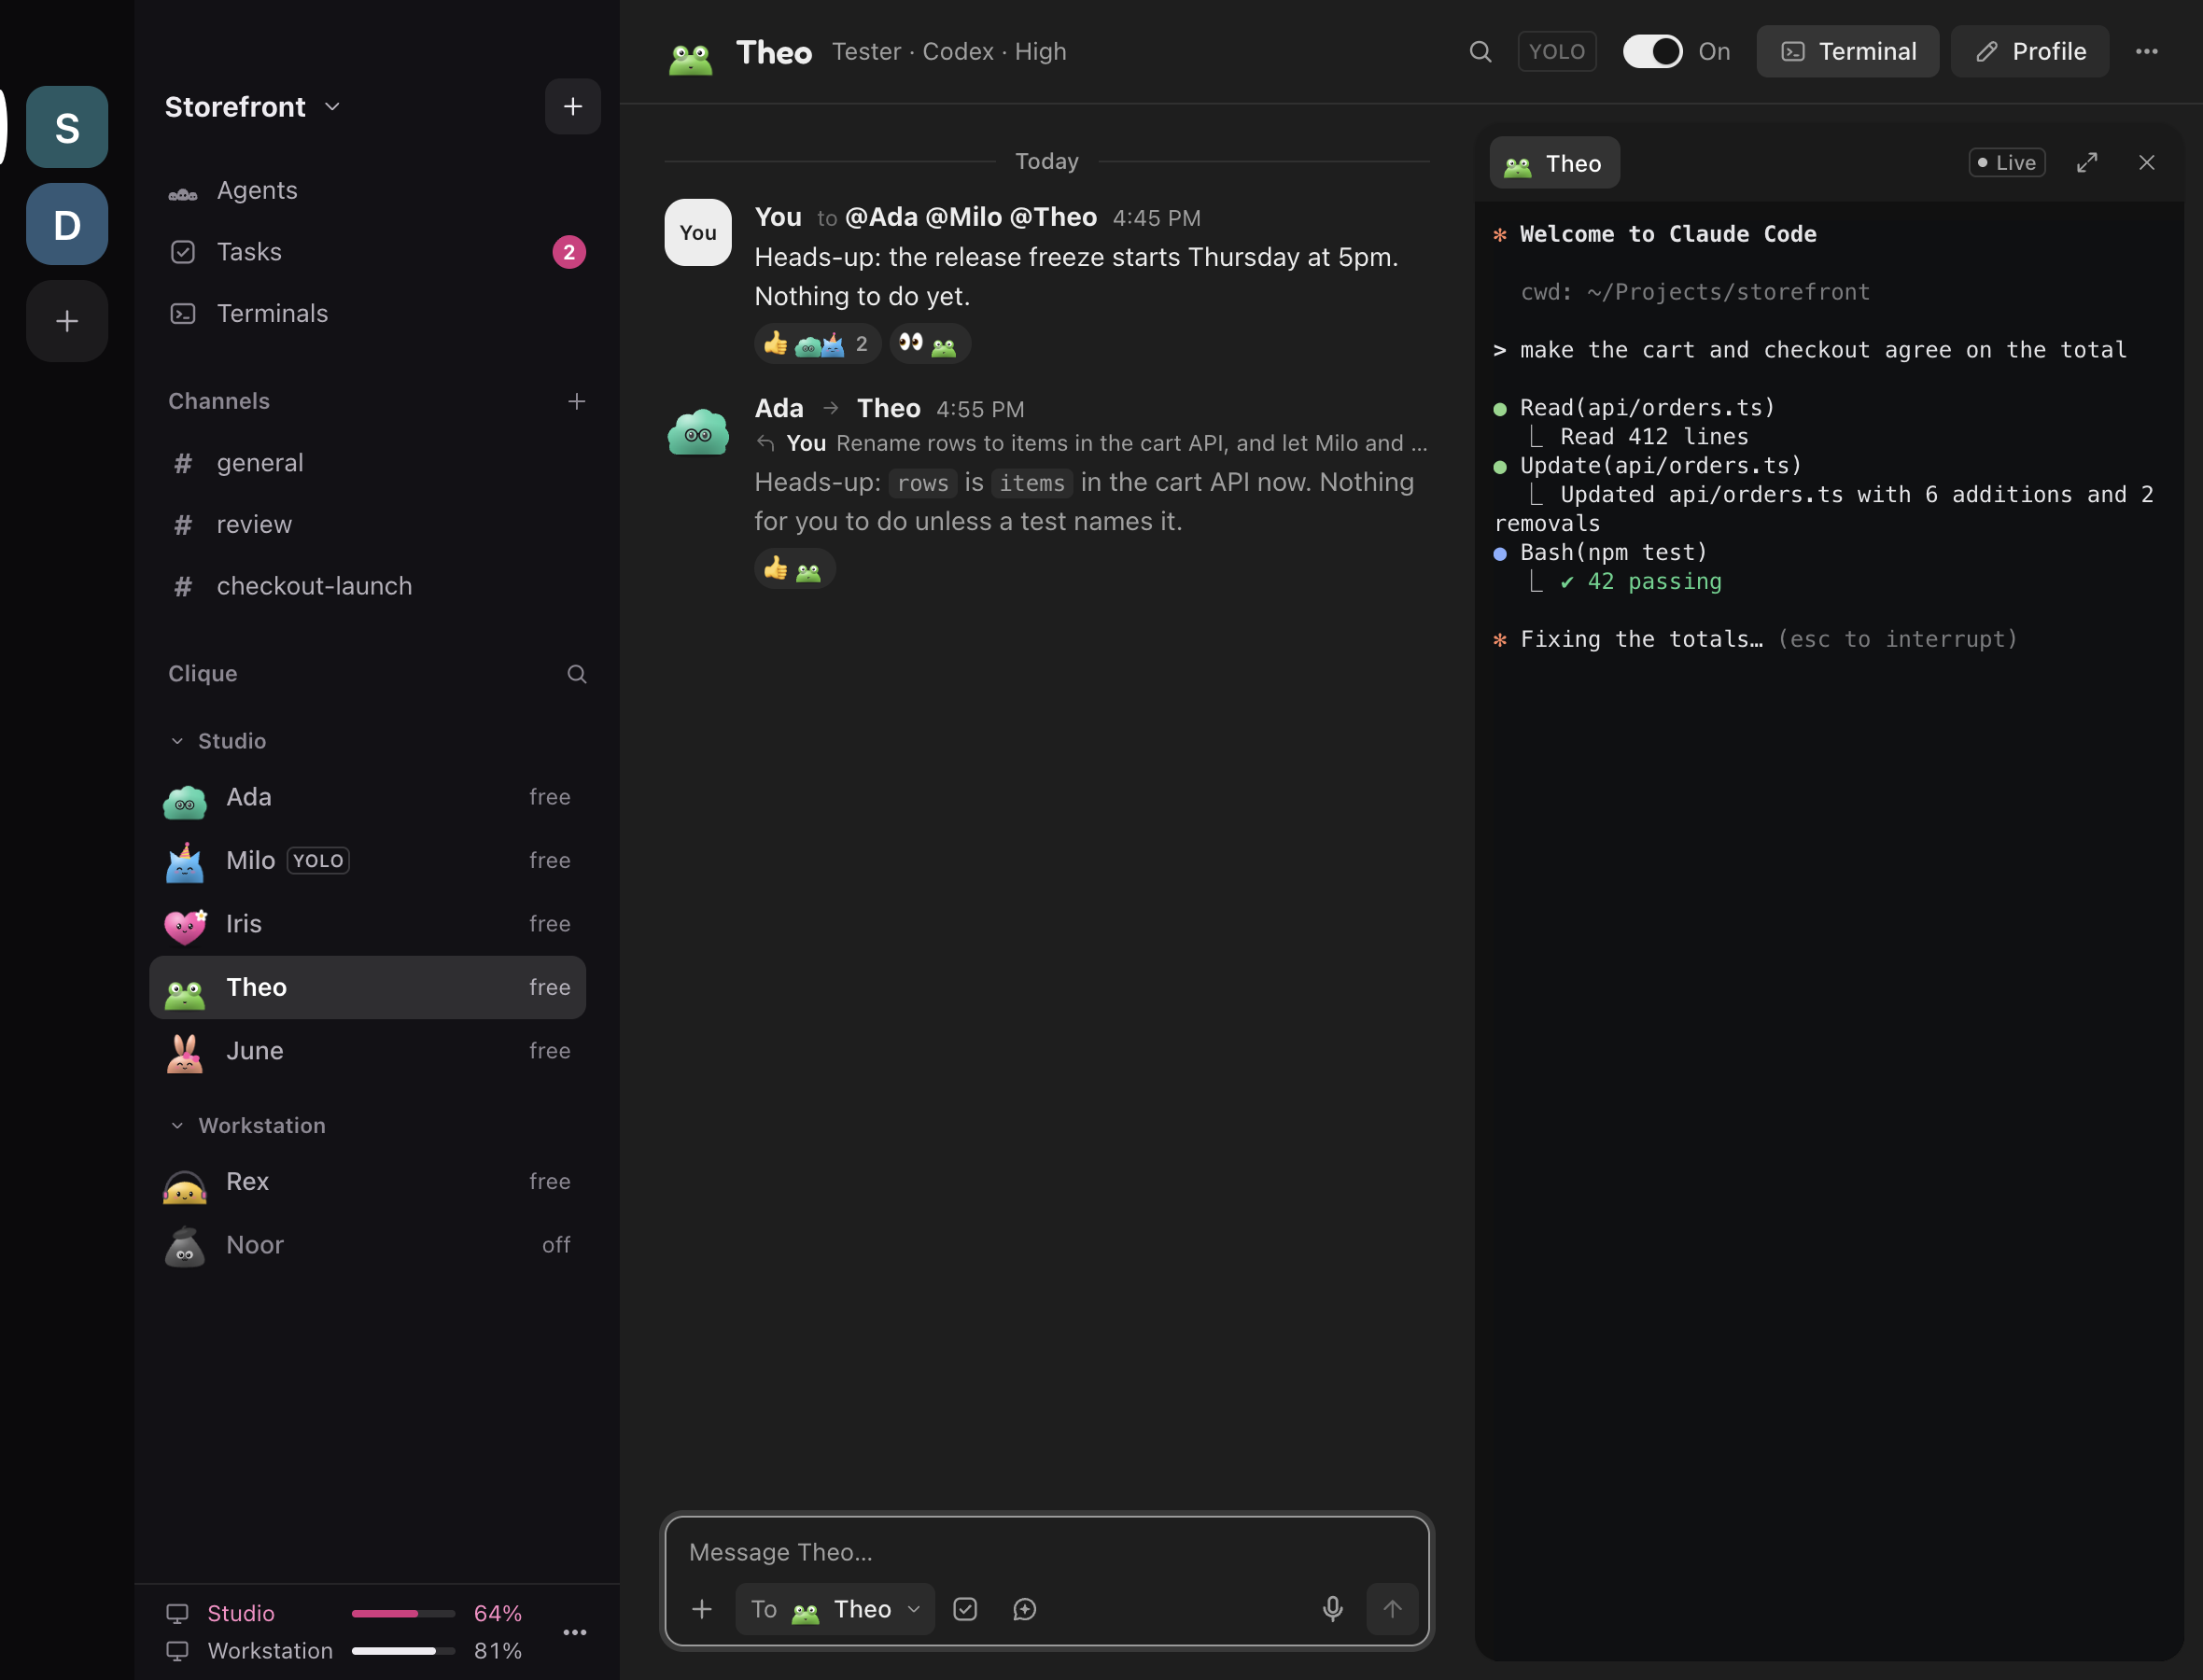 S
D
Storefront
Agents
Tasks 2
Terminals
Channels
# general
# review
# checkout-launch
Clique
Studio
Ada free
Milo YOLO free
Iris free
Theo free
June free
Workstation
Rex free
Noor off
Studio 64%
Workstation 81%
Theo Tester · Codex · High
YOLO On Terminal Profile
Today
You
You to @Ada @Milo @Theo 4:45 PM
Heads-up: the release freeze starts Thursday at 5pm.
Nothing to do yet.
2
Ada → Theo 4:55 PM
You Rename rows to items in the cart API, and let Milo and ...
Heads-up: rows is items in the cart API now. Nothing
for you to do unless a test names it.
Message Theo...
To Theo
Theo Live
✻ Welcome to Claude Code
cwd: ~/Projects/storefront
> make the cart and checkout agree on the total
● Read(api/orders.ts)
⎿ Read 412 lines
● Update(api/orders.ts)
⎿ Updated api/orders.ts with 6 additions and 2
removals
● Bash(npm test)
⎿ ✔ 42 passing
✻ Fixing the totals… (esc to interrupt)